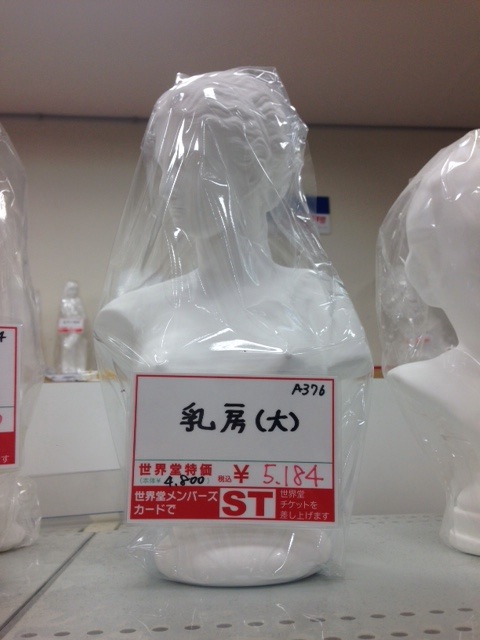 A376
乳房(大)
世界堂特価 税込 ¥ 5,184
4,800
世界堂メンバーズ
カードで
ST
世界堂
チケットを
差し上げます